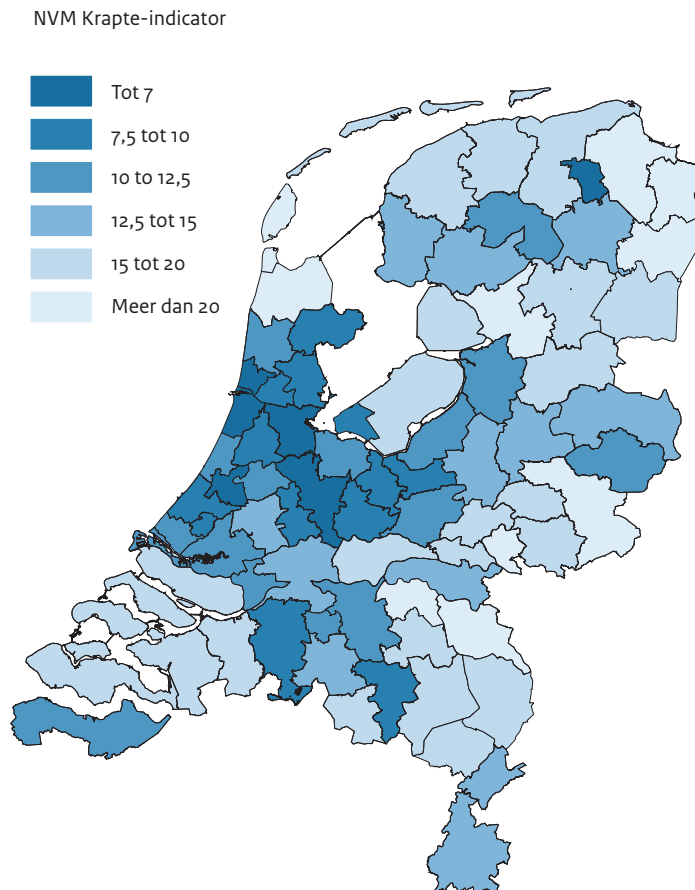 NVM Krapte-indicator
Tot 7
7,5 tot 10
10 to 12,5
12,5 tot 15
15 tot 20
Meer dan 20